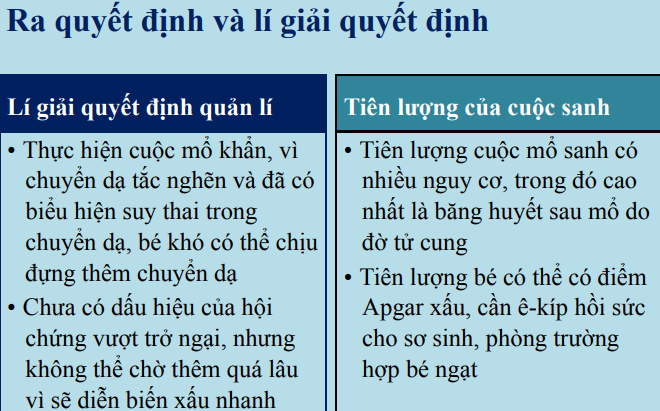 Ra quyết định và lí giải quyết định
Lí giải quyết định quản lí
• Thực hiện cuộc mổ khẩn, vì
chuyển dạ tắc nghẽn và đã có
biểu hiện suy thai trong
chuyển dạ, bé khó có thể chịu
đựng thêm chuyển dạ
• Chưa có dấu hiệu của hội
chứng vượt trở ngại, nhưng
không thể chờ thêm quá lâu
vì sẽ diễn biến xấu nhanh
Tiên lượng của cuộc sanh
• Tiên lượng cuộc mổ sanh có
nhiều nguy cơ, trong đó cao
nhất là băng huyết sau mổ do
đờ tử cung
• Tiên lượng bé có thể có điểm
Apgar xấu, cần ê-kíp hồi sức
cho sơ sinh, phòng trường
hợp bé ngạt